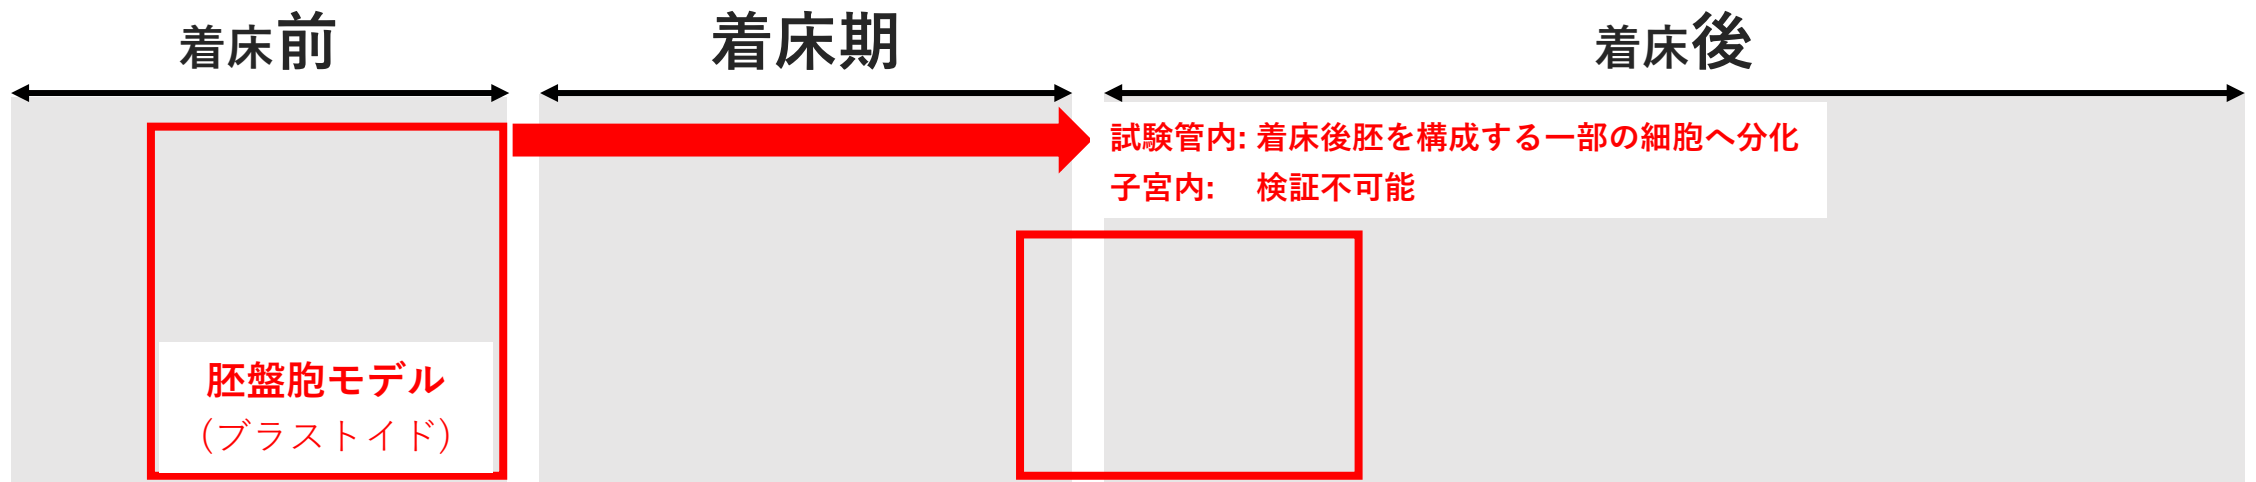 着床前
着床期
着床後
試験管内: 着床後胚を構成する一部の細胞へ分化
子宮内: 検証不可能
胚盤胞モデル
（ブラストイド）